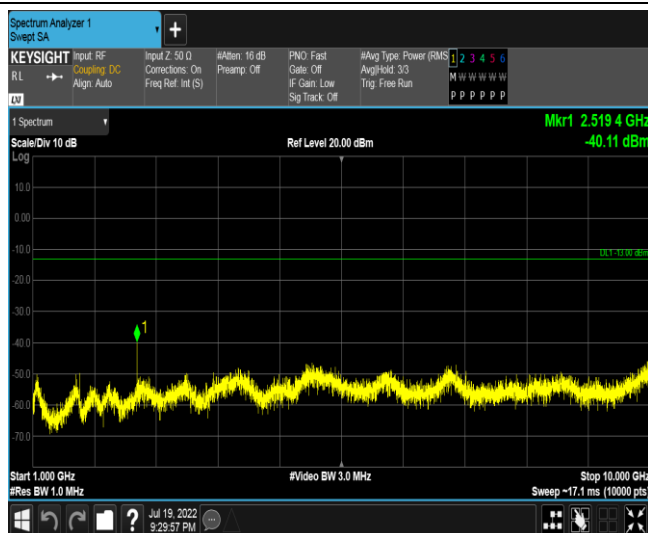 Spectrum Analyzer 1
Swept SA
KEYSIGHT
RL
LXI
Input: RF
Coupling: DC
Align: Auto
Input Z: 50 Ω
Corrections: On
Freq Ref: Int (S)
#Atten: 16 dB
Preamp: Off
PNO: Fast
Gate: Off
IF Gain: Low
Sig Track: Off
#Avg Type: Power (RMS
Avg|Hold: 3/3
Trig: Free Run
1 2 3 4 5 6
M W W W W W
P P P P P P
1 Spectrum
Mkr1 2.519 4 GHz
Scale/Div 10 dB
Ref Level 20.00 dBm
-40.11 dBm
Log
10.0
0.00
-10.0
DL1 -13.00 dBm
-20.0
-30.0
1
-40.0
-50.0
-60.0
-70.0
Start 1.000 GHz
#Video BW 3.0 MHz
Stop 10.000 GHz
#Res BW 1.0 MHz
Sweep ~17.1 ms (10000 pts)
?
Jul 19, 2022
9:29:57 PM